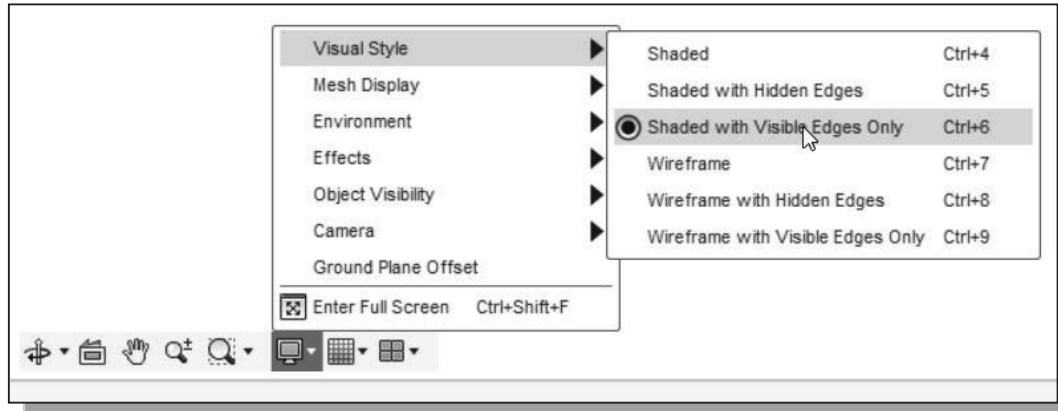 Visual Style
Mesh Display
Environment
Effects
Object Visibility
Camera
Ground Plane Offset
Enter Full Screen Ctrl+Shift+F
Shaded Ctrl+4
Shaded with Hidden Edges Ctrl+5
Shaded with Visible Edges Only Ctrl+6
Wireframe Ctrl+7
Wireframe with Hidden Edges Ctrl+8
Wireframe with Visible Edges Only Ctrl+9